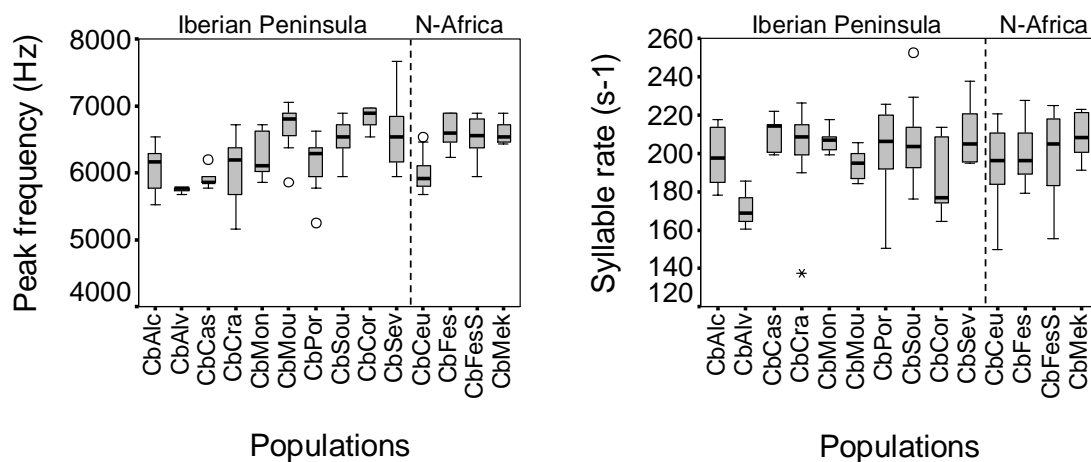 Iberian Peninsula N-Africa
Peak frequency (Hz)
8000
7000
6000
5000
4000
CbAlc
CbAlv
CbCas
CbCra
CbMon
CbMou
CbPor
CbSou
CbCor
CbSev
CbCeu
CbFes
CbFesS
CbMek
Populations
Iberian Peninsula N-Africa
Syllable rate (s-1)
260
240
220
200
180
160
140
120
CbAlc
CbAlv
CbCas
CbCra
CbMon
CbMou
CbPor
CbSou
CbCor
CbSev
CbCeu
CbFes
CbFesS
CbMek
Populations